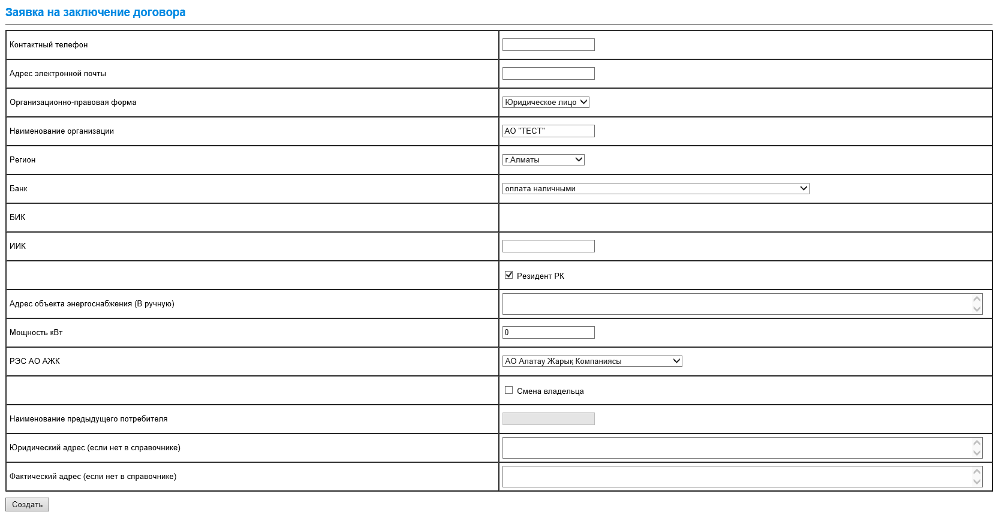 Заявка на заключение договора
Контактный телефон
Адрес электронной почты
Организационно-правовая форма
Юридическое лицо
Наименование организации
АО "ТЕСТ"
Регион
г.Алматы
Банк
оплата наличными
БИК
ИИК
Резидент РК
Адрес объекта энергоснабжения (В ручную)
Мощность кВт
0
РЭС АО АЖК
АО Алатау Жарық Компаниясы
Смена владельца
Наименование предыдущего потребителя
Юридический адрес (если нет в справочнике)
Фактический адрес (если нет в справочнике)
Создать